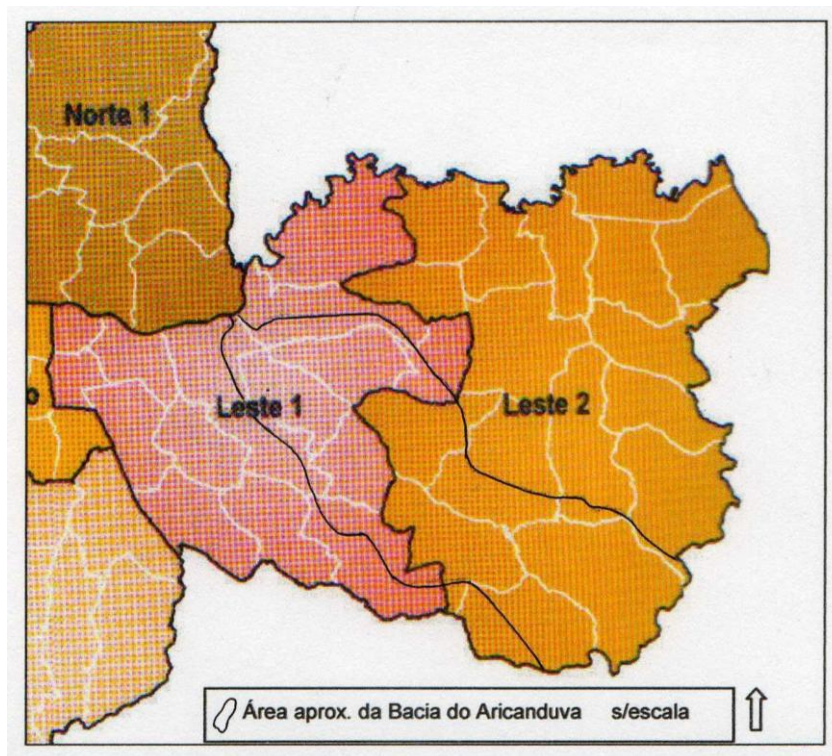 Norte 1
o
Leste 1
Leste 2
Área aprox. da Bacia do Aricanduva s/escala